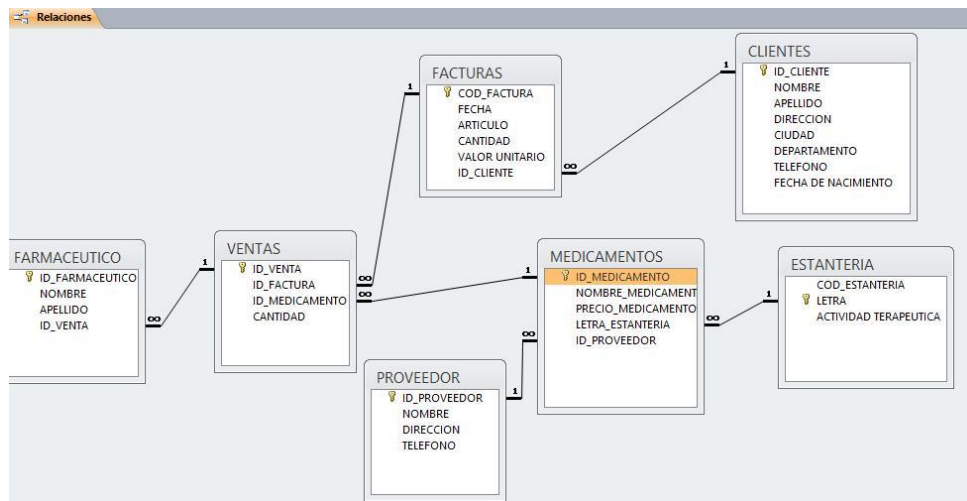 Relaciones
FACTURAS
COD_FACTURA
FECHA
ARTICULO
CANTIDAD
VALOR UNITARIO
ID_CLIENTE
1
∞
1
CLIENTES
ID_CLIENTE
NOMBRE
APELLIDO
DIRECCION
CIUDAD
DEPARTAMENTO
TELEFONO
FECHA DE NACIMIENTO
FARMACEUTICO
ID_FARMACEUTICO
NOMBRE
APELLIDO
ID_VENTA
∞
1
VENTAS
ID_VENTA
ID_FACTURA
ID_MEDICAMENTO
CANTIDAD
∞
∞
1
∞
MEDICAMENTOS
ID_MEDICAMENTO
NOMBRE_MEDICAMENT
PRECIO_MEDICAMENTO
LETRA_ESTANTERIA
ID_PROVEEDOR
∞
1
ESTANTERIA
COD_ESTANTERIA
LETRA
ACTIVIDAD TERAPEUTICA
PROVEEDOR
ID_PROVEEDOR
NOMBRE
DIRECCION
TELEFONO
1